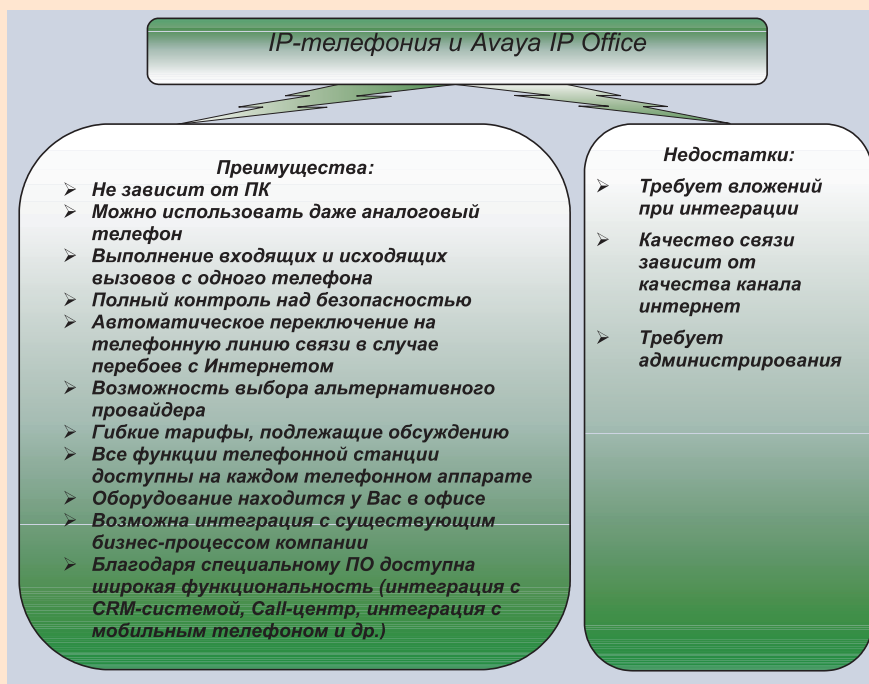 IP-телефония и Avaya IP Office
Преимущества:
➢ Не зависит от ПК
➢ Можно использовать даже аналоговый
телефон
➢ Выполнение входящих и исходящих
вызовов с одного телефона
➢ Полный контроль над безопасностью
➢ Автоматическое переключение на
телефонную линию связи в случае
перебоев с Интернетом
➢ Возможность выбора альтернативного
провайдера
➢ Гибкие тарифы, подлежащие обсуждению
➢ Все функции телефонной станции
доступны на каждом телефонном аппарате
➢ Оборудование находится у Вас в офисе
➢ Возможна интеграция с существующим
бизнес-процессом компании
➢ Благодаря специальному ПО доступна
широкая функциональность (интеграция с
CRM-системой, Call-центр, интеграция с
мобильным телефоном и др.)
Недостатки:
➢ Требует вложений
при интеграции
➢ Качество связи
зависит от
качества канала
интернет
➢ Требует
администрирования